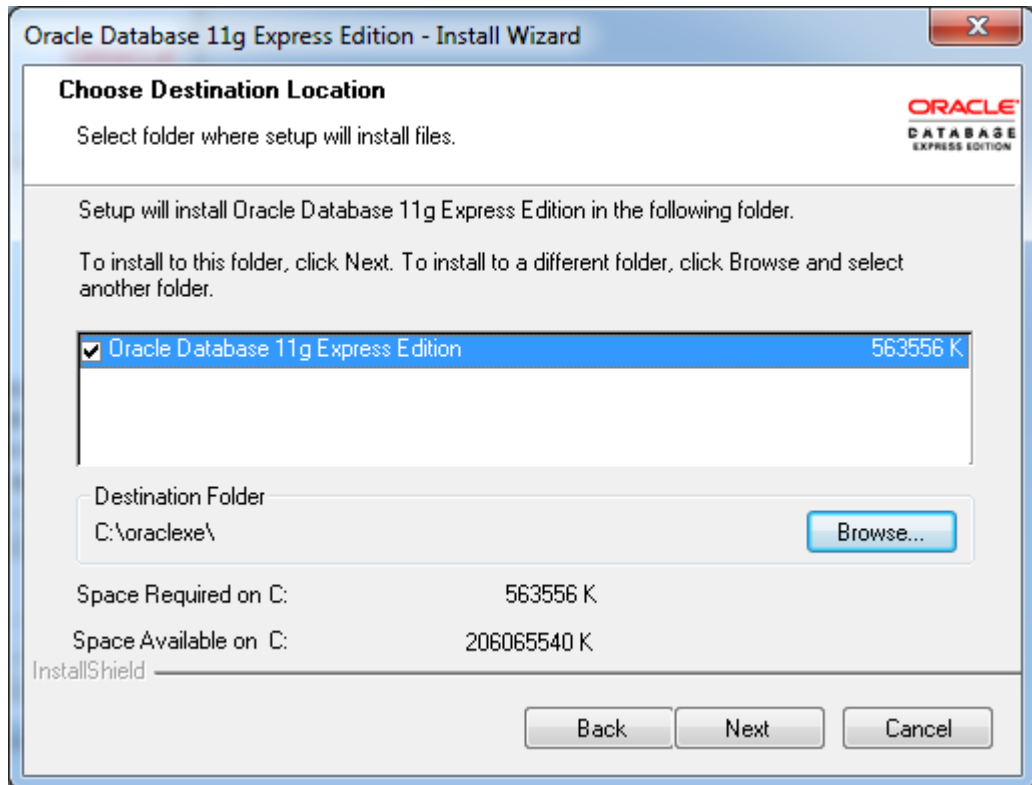 Oracle Database 11g Express Edition - Install Wizard
Choose Destination Location
Select folder where setup will install files.
ORACLE
DATABASE
EXPRESS EDITION
Setup will install Oracle Database 11g Express Edition in the following folder.
To install to this folder, click Next. To install to a different folder, click Browse and select
another folder.
Oracle Database 11g Express Edition 563556 K
Destination Folder
C:\oraclexe\
Browse...
Space Required on C: 563556 K
Space Available on C: 206065540 K
InstallShield
Back Next Cancel